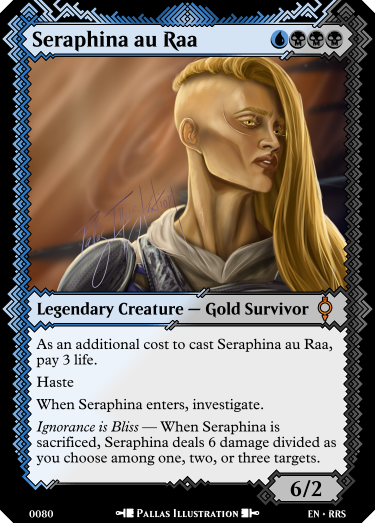 Seraphina au Raa
Legendary Creature — Gold Survivor
As an additional cost to cast Seraphina au Raa,
pay 3 life.
Haste
When Seraphina enters, investigate.
Ignorance is Bliss — When Seraphina is
sacrificed, Seraphina deals 6 damage divided as
you choose among one, two, or three targets.
6/2
0080
Pallas Illustration
EN • RRS